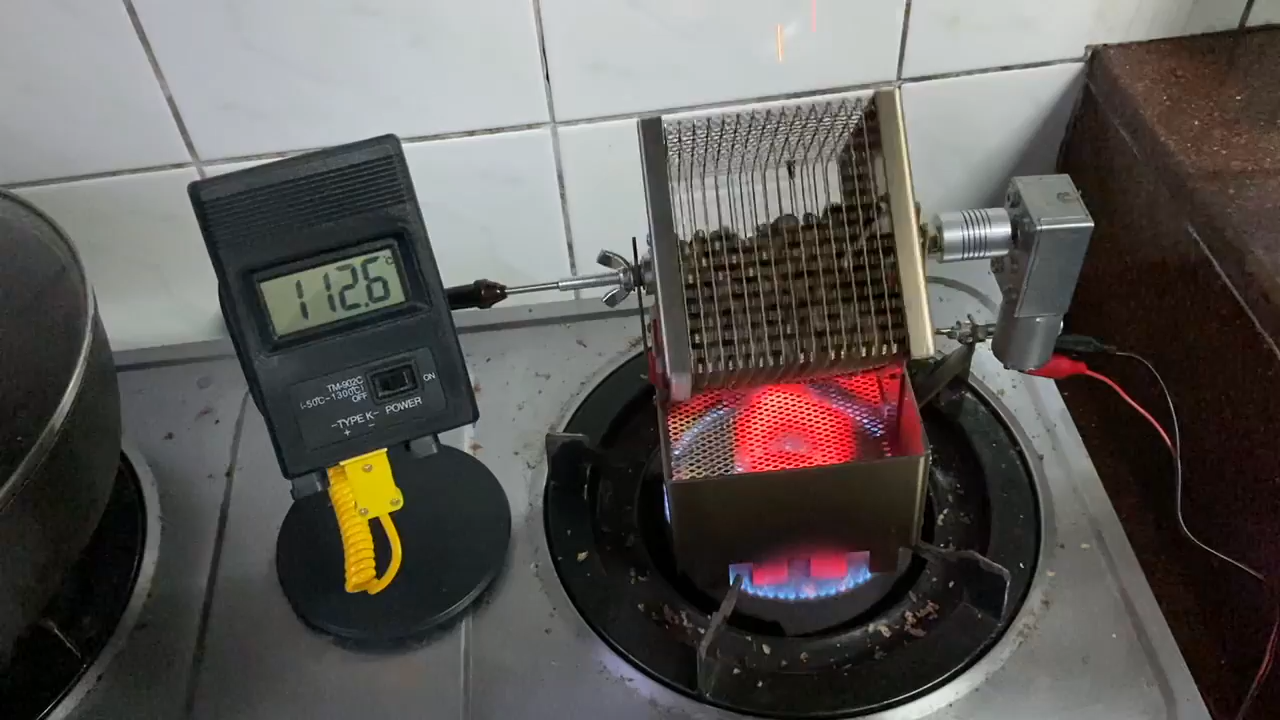 112.6°C
TM-902C
(-50°C~1300°C)
ON
OFF
-TYPE K-
POWER
+ -